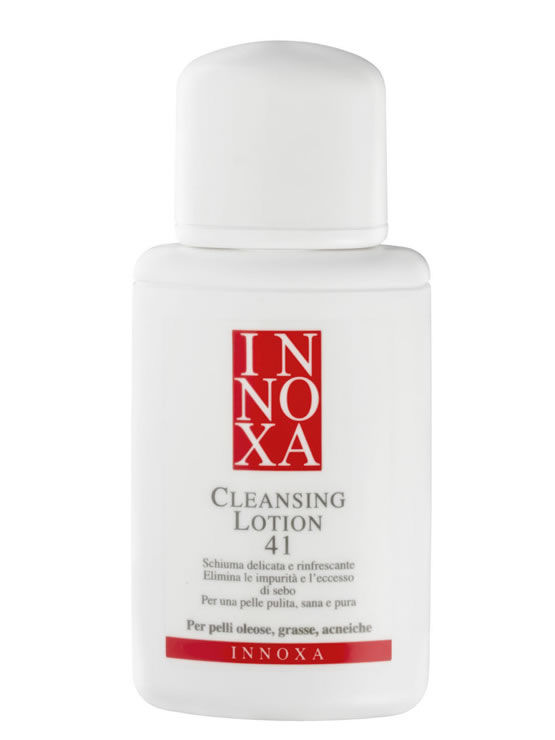 IN
NO
XA
CLEANSING
LOTION
41
Schiuma delicata e rinfrescante
Elimina le impurità e l'eccesso
di sebo
Per una pelle pulita, sana e pura
Per pelli oleose, grasse, acneiche
INNOXA